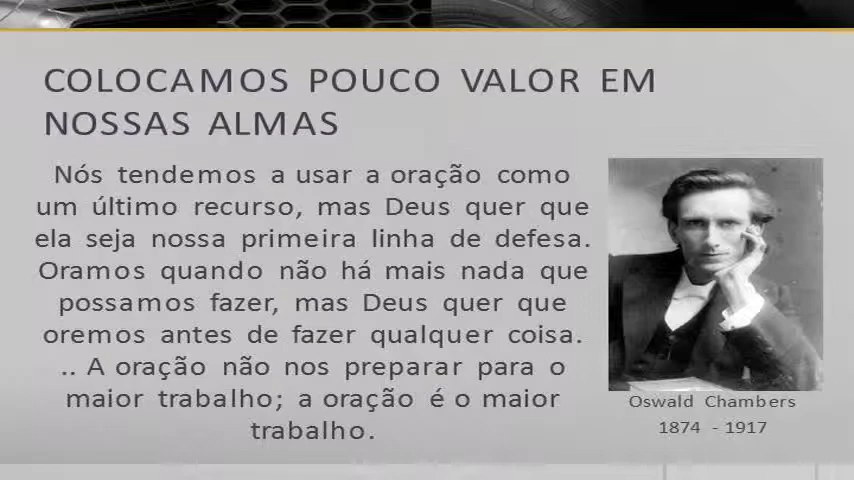 COLOCAMOS POUCO VALOR EM
NOSSAS ALMAS
Nós tendemos a usar a oração como
um último recurso, mas Deus quer que
ela seja nossa primeira linha de defesa.
Oramos quando não há mais nada que
possamos fazer, mas Deus quer que
oremos antes de fazer qualquer coisa.
.. A oração não nos preparar para o
maior trabalho; a oração é o maior
trabalho.
Oswald Chambers
1874 - 1917